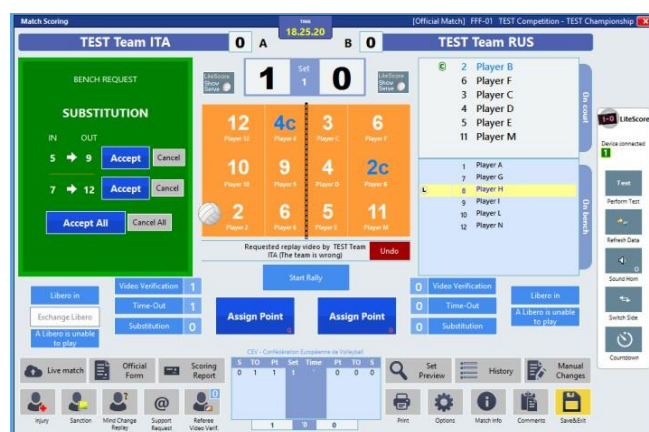 Match Scoring
TIME
18.25.20
[Official Match] FFF-01 TEST Competition - TEST Championship
TEST Team ITA
0 A
B 0
TEST Team RUS
BENCH REQUEST
SUBSTITUTION
IN OUT
5 9 Accept Cancel
7 12 Accept Cancel
Accept All Cancel All
LiteScore
Show
Serve
1
Set
1
0
LiteScore
Show
Serve
12 4c 3 6
Player 12 Player C Player F
10 9 4 2c
Player 10 Player D Player B
2 6 5 11
Player 2 Player E Player M
Requested replay video by TEST Team
ITA (The team is wrong)
Undo
C 2 Player B
6 Player F
3 Player C
4 Player D
5 Player E
11 Player M
On court
1 Player A
7 Player G
L 8 Player H
9 Player I
10 Player L
12 Player N
On bench
1-0 LiteScore
Device connected
1
Test
Perform Test
Refresh Data
Sound Horn
Switch Side
Countdown
Libero in
Exchange Libero
A Libero is unable
to play
Video Verification 1
Time-Out 1
Substitution 0
Start Rally
Assign Point
Assign Point
0 Video Verification
0 Time-Out
0 Substitution
Libero in
A Libero is unable
to play
CEV - Confédération Européenne de Volleyball
S TO Pt Set Time Pt TO S
0 1 1 1 ' 0 0 0
1 0 0
Live match
Official
Form
Scoring
Report
Set
Preview
History
Manual
Changes
Injury
Sanction
Mind Change
Replay
Support
Request
0
Referee
Video Verif.
Print
Options
Match Info
Comments
Save&Exit